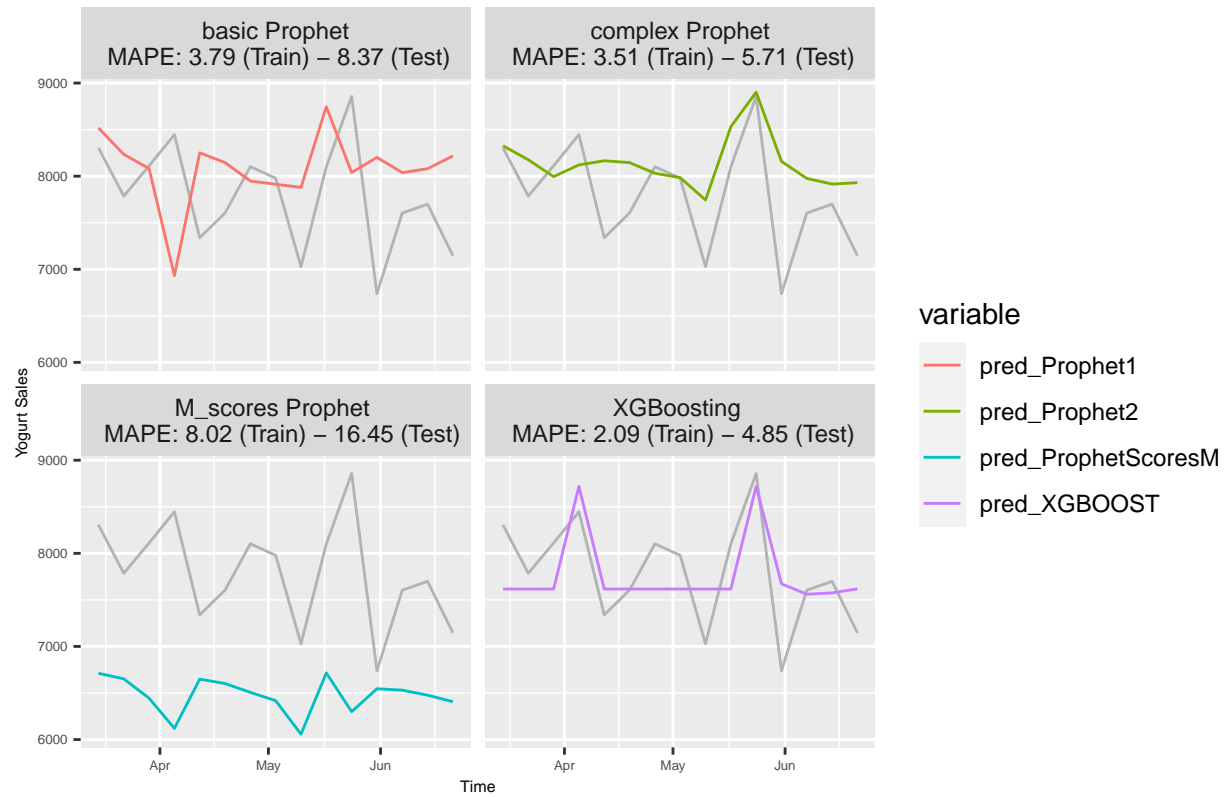 basic Prophet
MAPE: 3.79 (Train) – 8.37 (Test)
complex Prophet
MAPE: 3.51 (Train) – 5.71 (Test)
9000
8000
7000
6000
Yogurt Sales
M_scores Prophet
MAPE: 8.02 (Train) – 16.45 (Test)
XGBoosting
MAPE: 2.09 (Train) – 4.85 (Test)
9000
8000
7000
6000
Apr
May
Jun
Apr
May
Jun
Time
variable
pred_Prophet1
pred_Prophet2
pred_ProphetScoresM
pred_XGBOOST